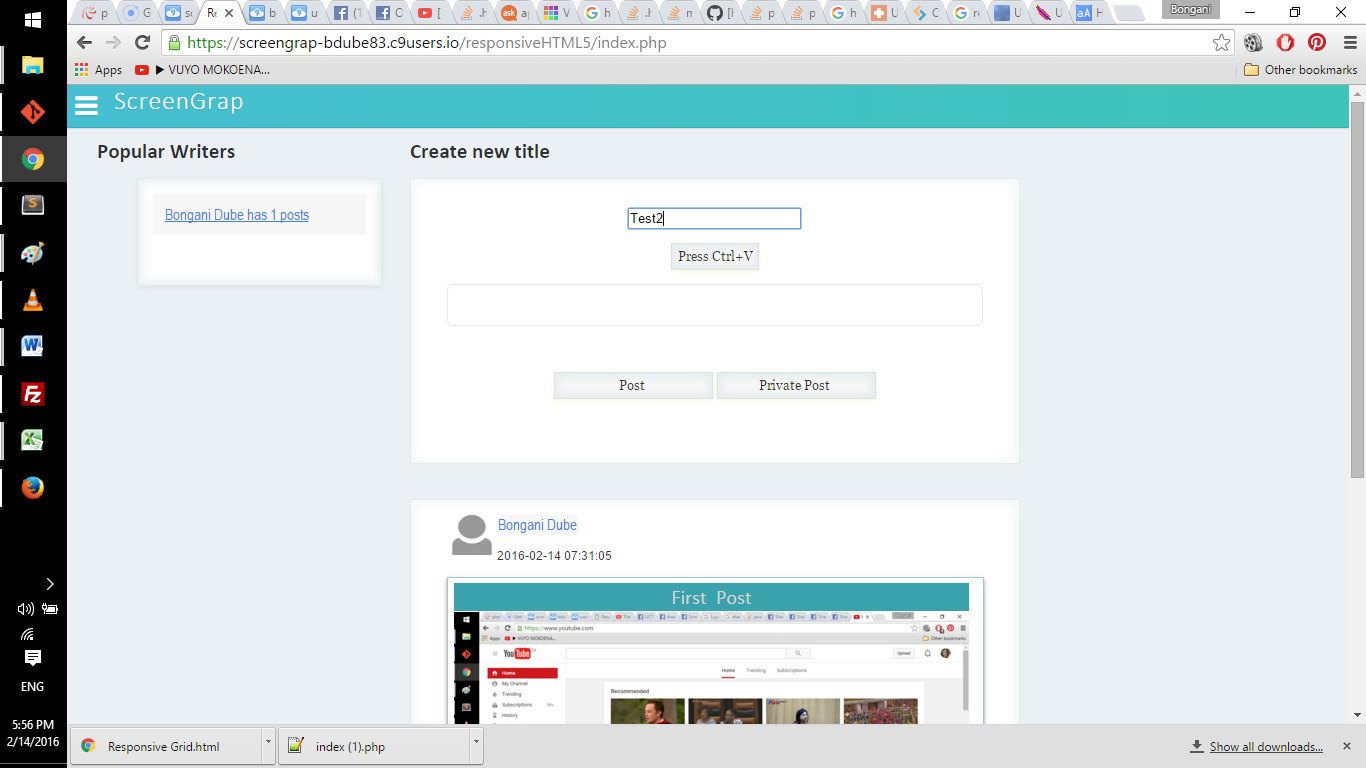 Bongani
https://screengrap-bdube83.c9users.io/responsiveHTML5/index.php
Apps
▶ VUYO MOKOENA...
Other bookmarks
ScreenGrap
Popular Writers
Create new title
Bongani Dube has 1 posts
Test2
Press Ctrl+V
Post
Private Post
Bongani Dube
2016-02-14 07:31:05
First Post
https://www.youtube.com
Apps
▶ VUYO MOKOENA...
Other bookmarks
YouTube
Upload
Home
My Channel
Trending
Subscriptions
History
Home
Trending
Subscriptions
Recommended
ENG
5:56 PM
2/14/2016
Responsive Grid.html
index (1).php
Show all downloads...